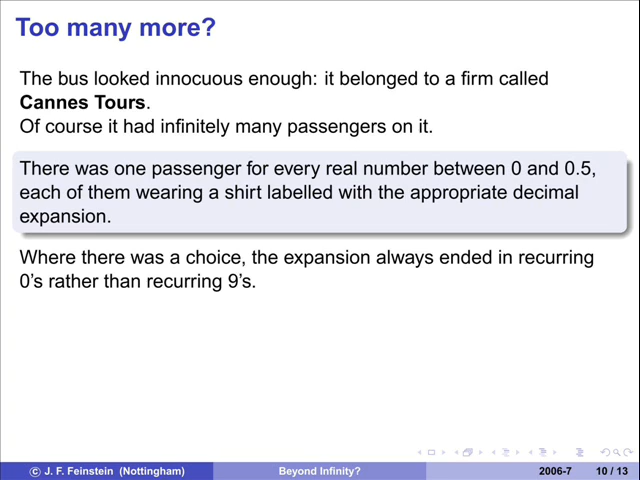 Too many more?
The bus looked innocuous enough: it belonged to a firm called
Cannes Tours.
Of course it had infinitely many passengers on it.
There was one passenger for every real number between 0 and 0.5,
each of them wearing a shirt labelled with the appropriate decimal
expansion.
Where there was a choice, the expansion always ended in recurring
0's rather than recurring 9's.
© J. F. Feinstein (Nottingham) Beyond Infinity? 2006-7 10 / 13